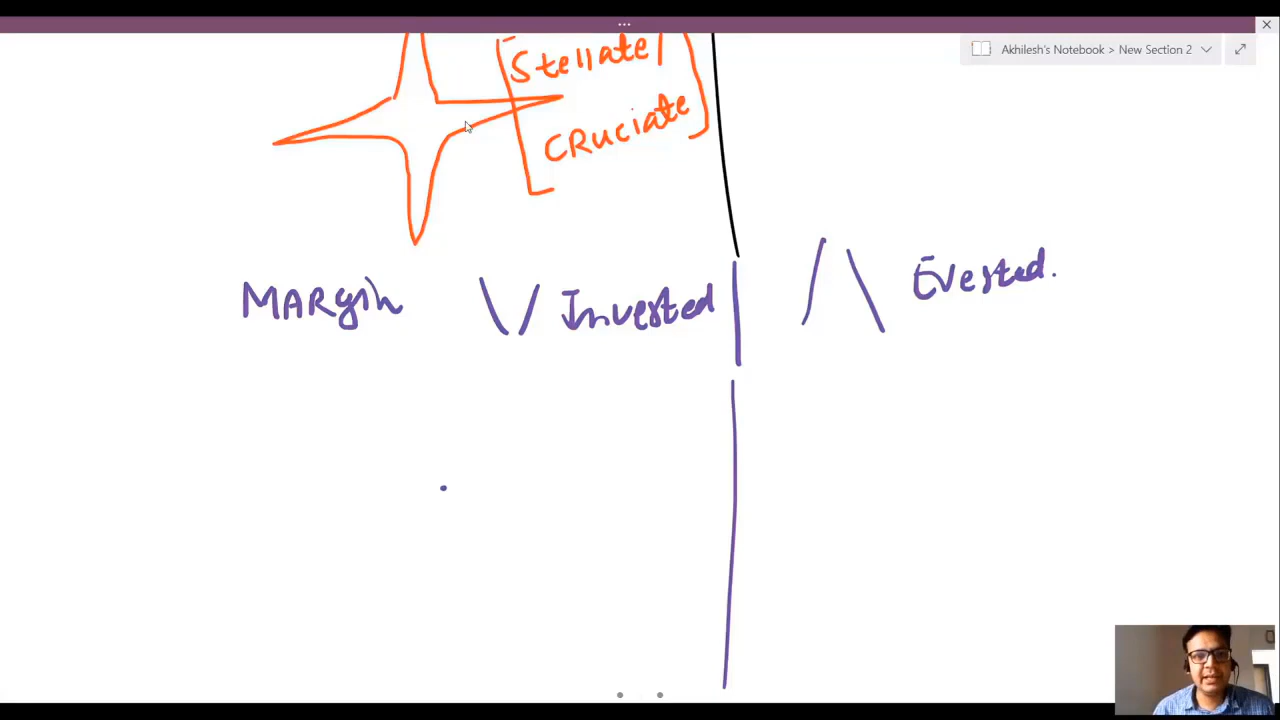 Akhilesh's Notebook > New Section 2
Stellate/
CRuciate
MARgin \/ Inverted | /\ Everted.